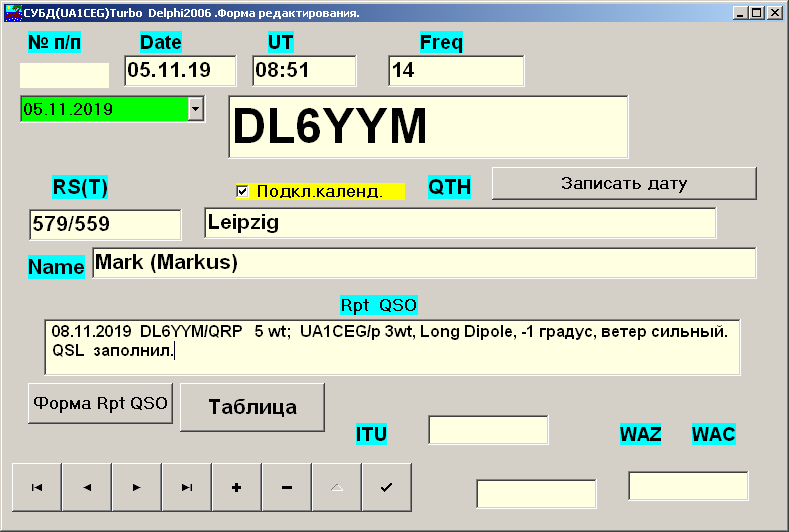 СУБД(UA1CEG)Turbo Delphi2006 .Форма редактирования.
№ п/п Date UT Freq
05.11.19 08:51 14
05.11.2019
DL6YYM
RS(T) Подкл.календ. QTH Записать дату
579/559 Leipzig
Name Mark (Markus)
Rpt QSO
08.11.2019 DL6YYM/QRP 5 wt; UA1CEG/p 3wt, Long Dipole, -1 градус, ветер сильный.
QSL заполнил.
Форма Rpt QSO Таблица
ITU WAZ WAC